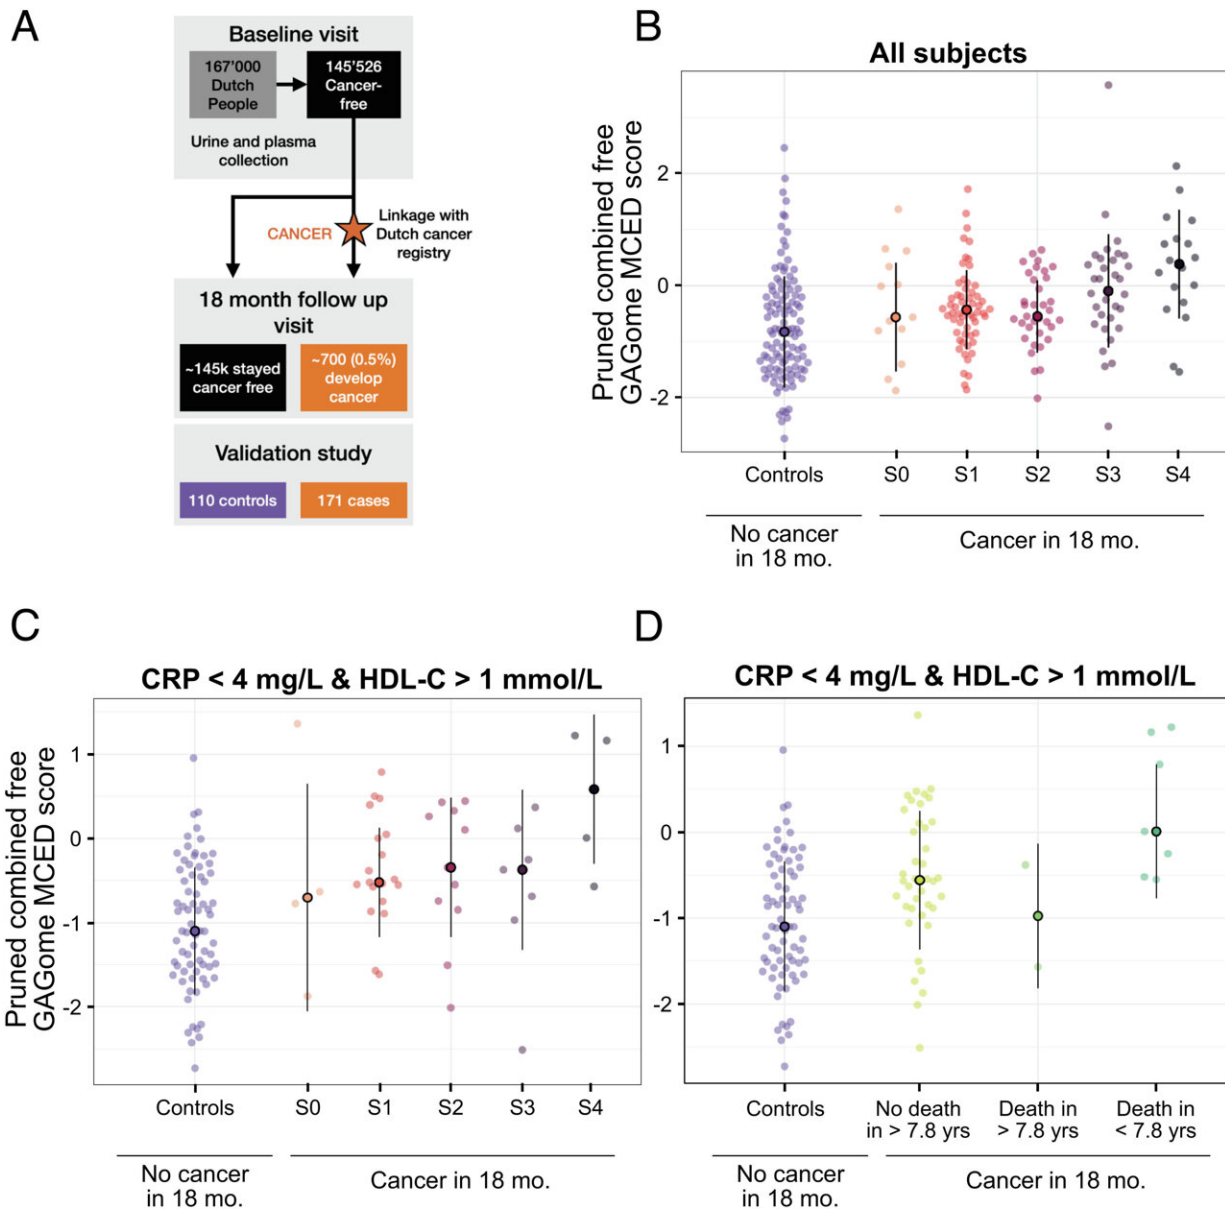 A
Baseline visit
167'000
Dutch
People
145'526
Cancer-
free
Urine and plasma
collection
CANCER
Linkage with
Dutch cancer
registry
18 month follow up
visit
~145k stayed
cancer free
~700 (0.5%)
develop
cancer
Validation study
110 controls
171 cases
B
All subjects
Pruned combined free
GAGome MCED score
2
0
-2
Controls
S0
S1
S2
S3
S4
No cancer
in 18 mo.
Cancer in 18 mo.
C
CRP < 4 mg/L & HDL-C > 1 mmol/L
Pruned combined free
GAGome MCED score
1
0
-1
-2
Controls
S0
S1
S2
S3
S4
No cancer
in 18 mo.
Cancer in 18 mo.
D
CRP < 4 mg/L & HDL-C > 1 mmol/L
1
0
-1
-2
Controls
No death
in > 7.8 yrs
Death in
> 7.8 yrs
Death in
< 7.8 yrs
No cancer
in 18 mo.
Cancer in 18 mo.